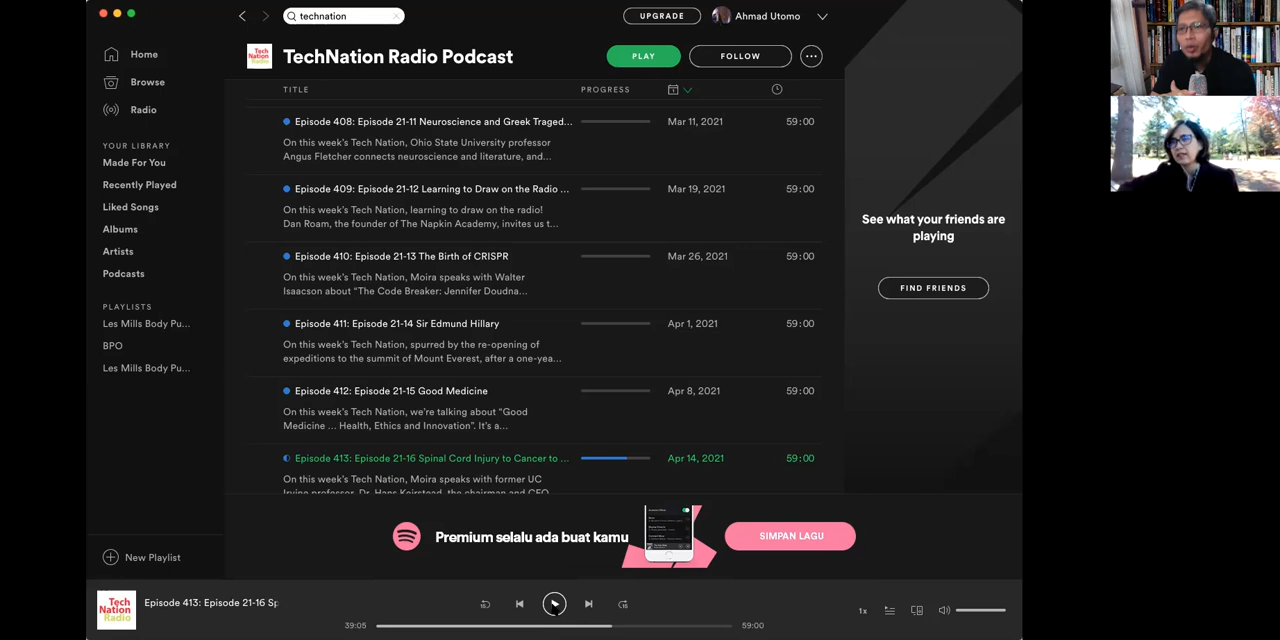 technation
UPGRADE
Ahmad Utomo
Home
Browse
Radio
YOUR LIBRARY
Made For You
Recently Played
Liked Songs
Albums
Artists
Podcasts
PLAYLISTS
Les Mills Body Pu...
BPO
Les Mills Body Pu...
New Playlist
Tech
Nation
Radio
TechNation Radio Podcast
PLAY
FOLLOW
TITLE
PROGRESS
Episode 408: Episode 21-11 Neuroscience and Greek Traged...
Mar 11, 2021
59:00
On this week's Tech Nation, Ohio State University professor
Angus Fletcher connects neuroscience and literature, and...
Episode 409: Episode 21-12 Learning to Draw on the Radio ...
Mar 19, 2021
59:00
On this week's Tech Nation, learning to draw on the radio!
Dan Roam, the founder of The Napkin Academy, invites us t...
Episode 410: Episode 21-13 The Birth of CRISPR
Mar 26, 2021
59:00
On this week's Tech Nation, Moira speaks with Walter
Isaacson about "The Code Breaker: Jennifer Doudna...
Episode 411: Episode 21-14 Sir Edmund Hillary
Apr 1, 2021
59:00
On this week's Tech Nation, spurred by the re-opening of
expeditions to the summit of Mount Everest, after a one-yea...
Episode 412: Episode 21-15 Good Medicine
Apr 8, 2021
59:00
On this week's Tech Nation, we're talking about "Good
Medicine ... Health, Ethics and Innovation". It's a...
Episode 413: Episode 21-16 Spinal Cord Injury to Cancer to ...
Apr 14, 2021
59:00
On this week's Tech Nation, Moira speaks with former UC
Irvine professor, Dr. Hans Keirstead, the chairman and CEO
See what your friends are
playing
FIND FRIENDS
Premium selalu ada buat kamu
SIMPAN LAGU
Tech
Nation
Radio
Episode 413: Episode 21-16 Sp
39:05
59:00
1x